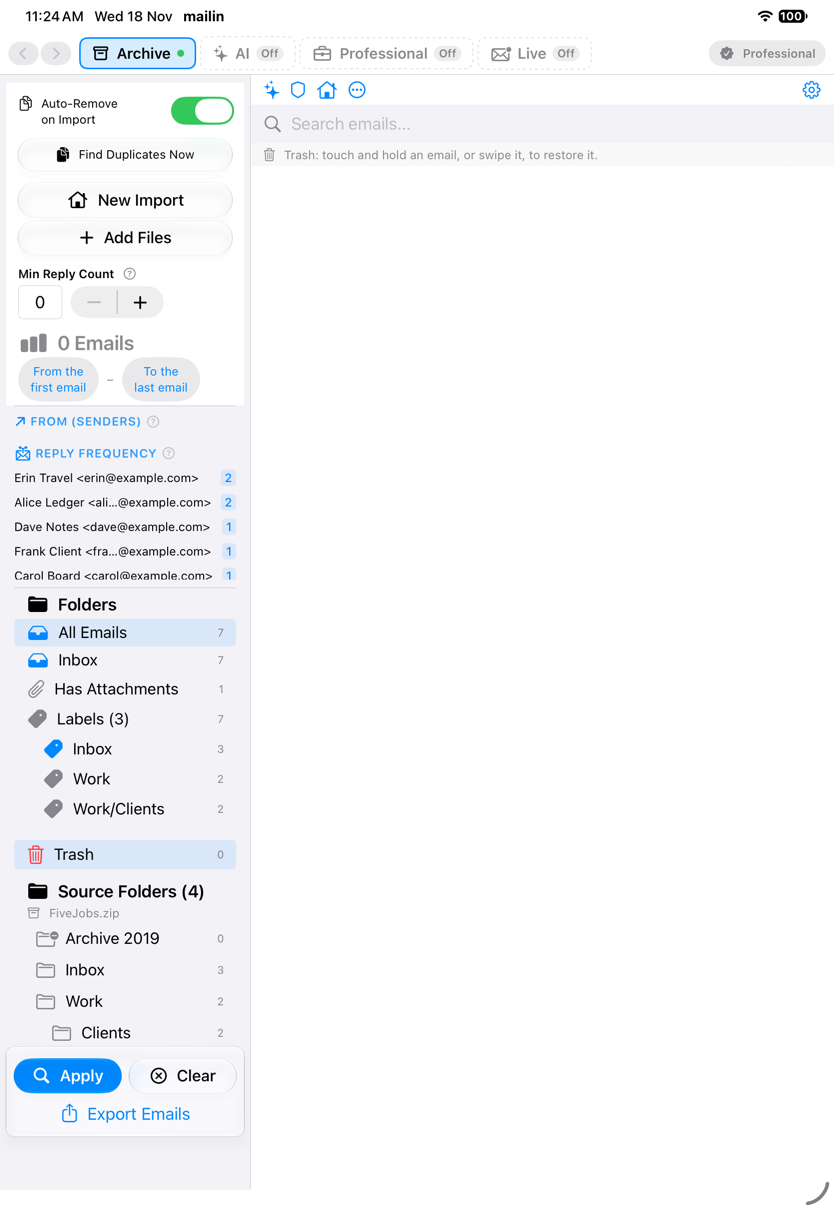 11:24 AM Wed 18 Nov mailin
100
Archive
AI Off
Professional Off
Live Off
Professional
Auto-Remove
on Import
Find Duplicates Now
New Import
Add Files
Min Reply Count ?
0
0 Emails
From the
first email
–
To the
last email
FROM (SENDERS) ?
REPLY FREQUENCY ?
Erin Travel <erin@example.com> 2
Alice Ledger <ali...@example.com> 2
Dave Notes <dave@example.com> 1
Frank Client <fra...@example.com> 1
Carol Board <carol@example.com> 1
Folders
All Emails 7
Inbox 7
Has Attachments 1
Labels (3) 7
Inbox 3
Work 2
Work/Clients 2
Trash 0
Source Folders (4)
FiveJobs.zip
Archive 2019 0
Inbox 3
Work 2
Clients 2
Apply
Clear
Export Emails
Search emails...
Trash: touch and hold an email, or swipe it, to restore it.